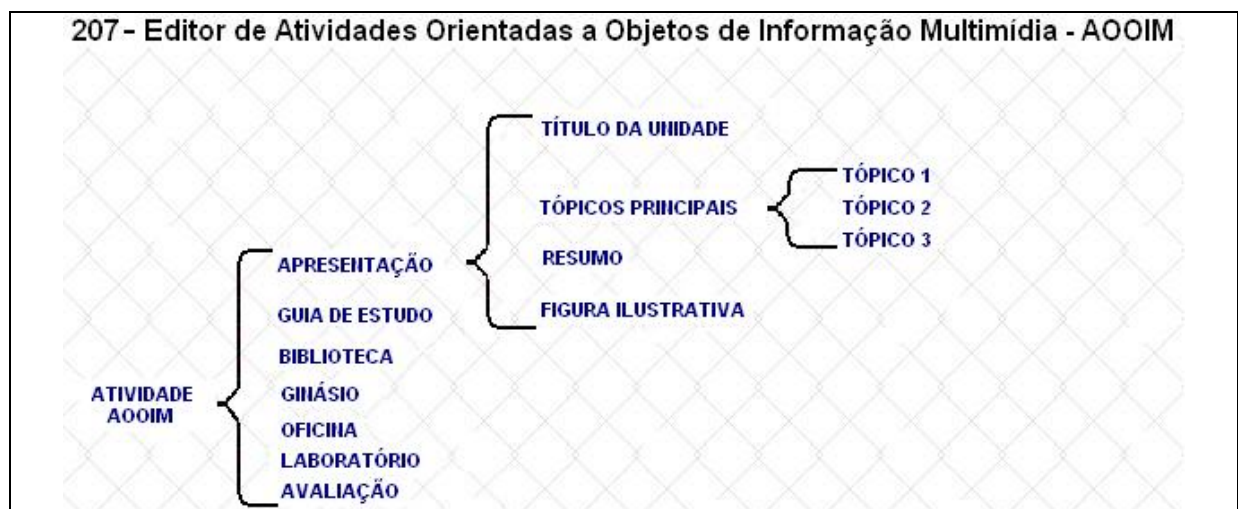 207 - Editor de Atividades Orientadas a Objetos de Informação Multimídia - AOOIM
TÍTULO DA UNIDADE
TÓPICO 1
TÓPICOS PRINCIPAIS
TÓPICO 2
TÓPICO 3
APRESENTAÇÃO
RESUMO
GUIA DE ESTUDO
FIGURA ILUSTRATIVA
BIBLIOTECA
ATIVIDADE
AOOIM
GINÁSIO
OFICINA
LABORATÓRIO
AVALIAÇÃO